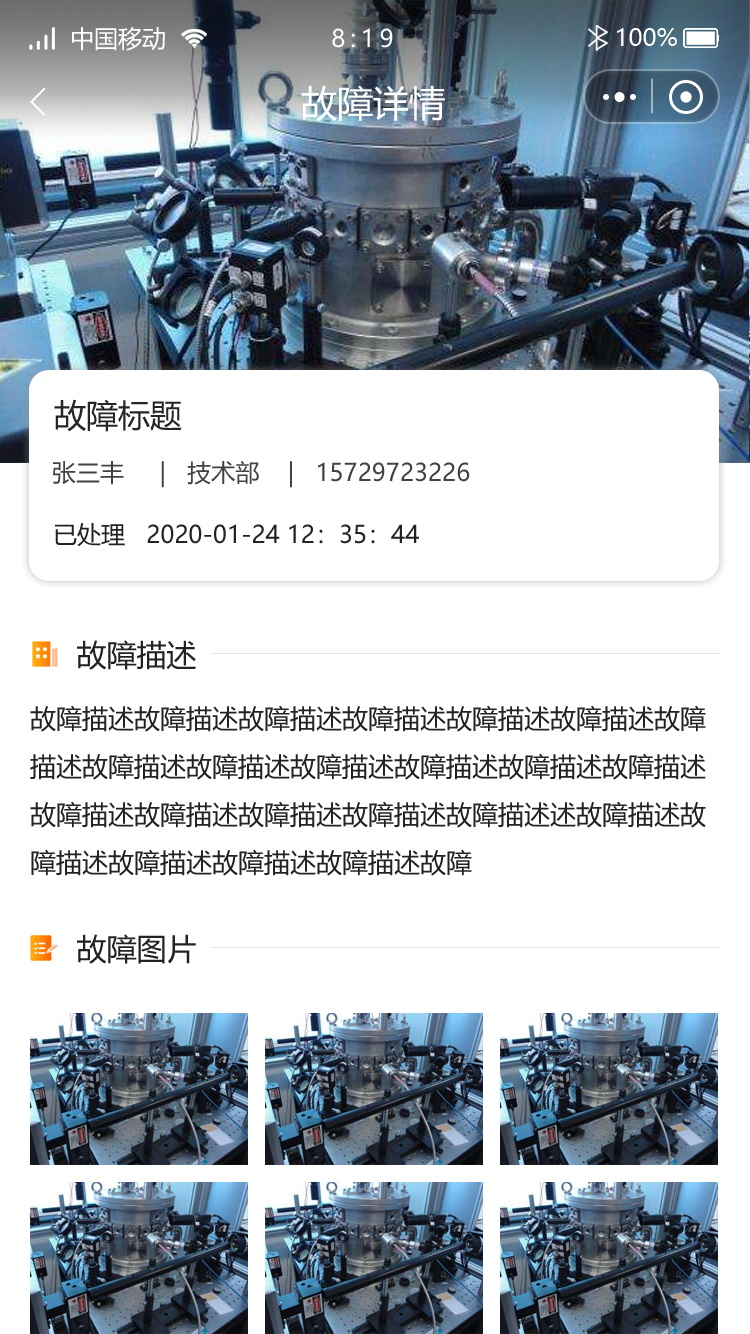 中国移动
8:19
100%
故障详情
故障标题
张三丰 | 技术部 | 15729723226
已处理 2020-01-24 12：35：44
故障描述
故障描述故障描述故障描述故障描述故障描述故障描述故障
描述故障描述故障描述故障描述故障描述故障描述故障描述
故障描述故障描述故障描述故障描述故障描述述故障描述故
障描述故障描述故障描述故障描述故障
故障图片